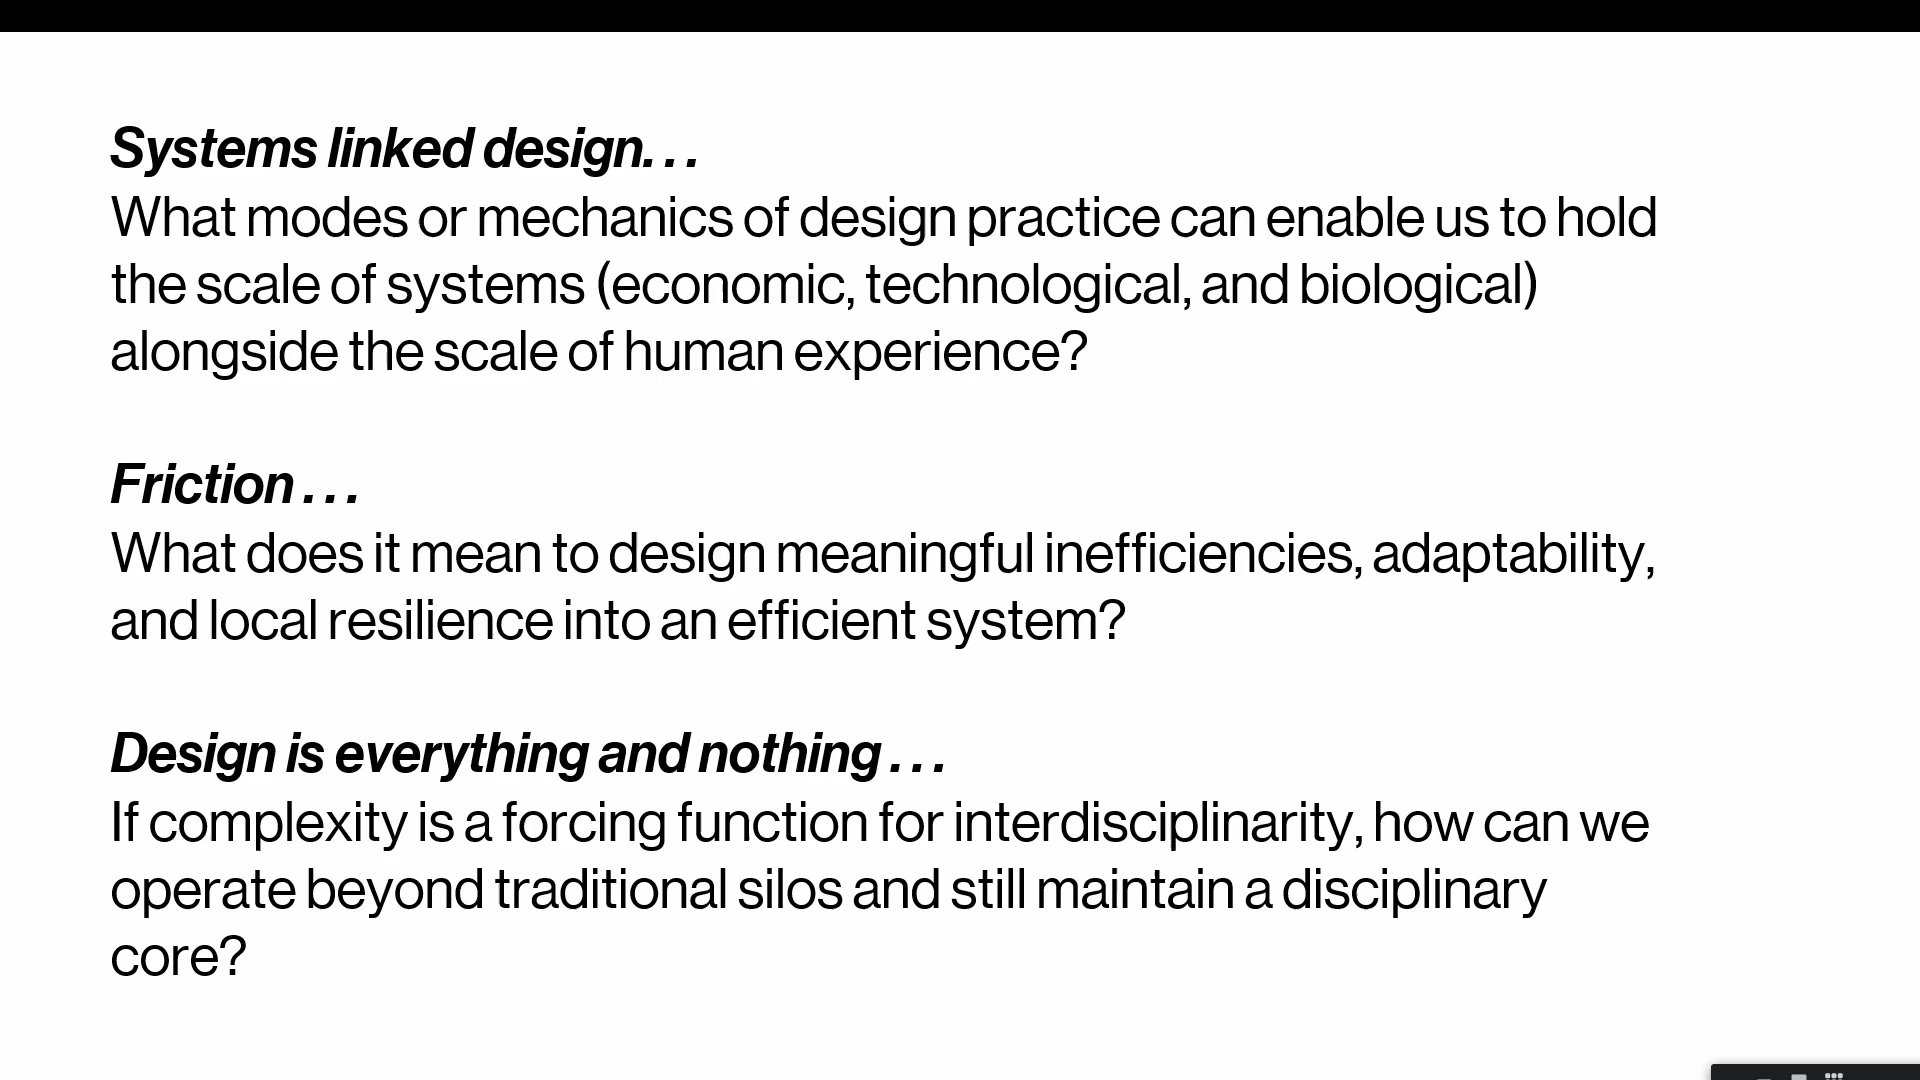 Systems linked design. . .
What modes or mechanics of design practice can enable us to hold
the scale of systems (economic, technological, and biological)
alongside the scale of human experience?
Friction . . .
What does it mean to design meaningful inefficiencies, adaptability,
and local resilience into an efficient system?
Design is everything and nothing . . .
If complexity is a forcing function for interdisciplinarity, how can we
operate beyond traditional silos and still maintain a disciplinary
core?